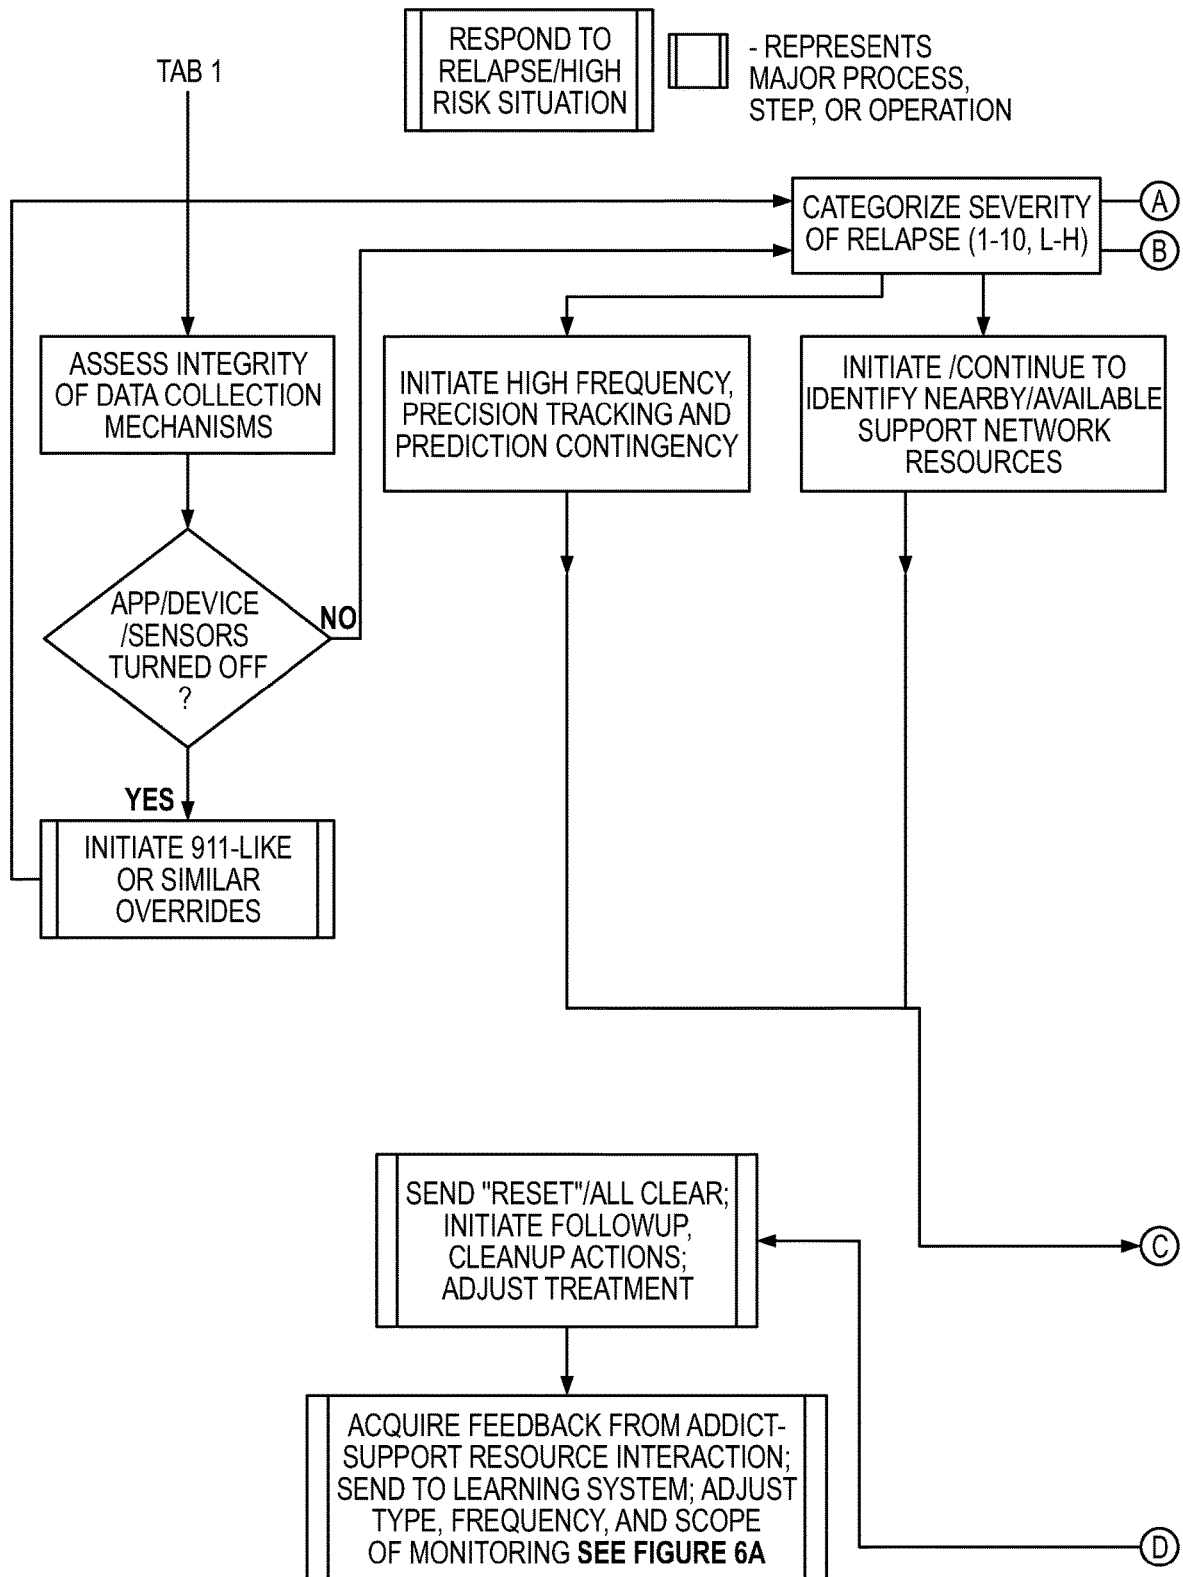 TAB 1
RESPOND TO
RELAPSE/HIGH
RISK SITUATION
- REPRESENTS
MAJOR PROCESS,
STEP, OR OPERATION
CATEGORIZE SEVERITY
OF RELAPSE (1-10, L-H)
A
B
ASSESS INTEGRITY
OF DATA COLLECTION
MECHANISMS
INITIATE HIGH FREQUENCY,
PRECISION TRACKING AND
PREDICTION CONTINGENCY
INITIATE /CONTINUE TO
IDENTIFY NEARBY/AVAILABLE
SUPPORT NETWORK
RESOURCES
APP/DEVICE
/SENSORS
TURNED OFF
?
NO
YES
INITIATE 911-LIKE
OR SIMILAR
OVERRIDES
SEND "RESET"/ALL CLEAR;
INITIATE FOLLOWUP,
CLEANUP ACTIONS;
ADJUST TREATMENT
C
ACQUIRE FEEDBACK FROM ADDICT-
SUPPORT RESOURCE INTERACTION;
SEND TO LEARNING SYSTEM; ADJUST
TYPE, FREQUENCY, AND SCOPE
OF MONITORING SEE FIGURE 6A
D